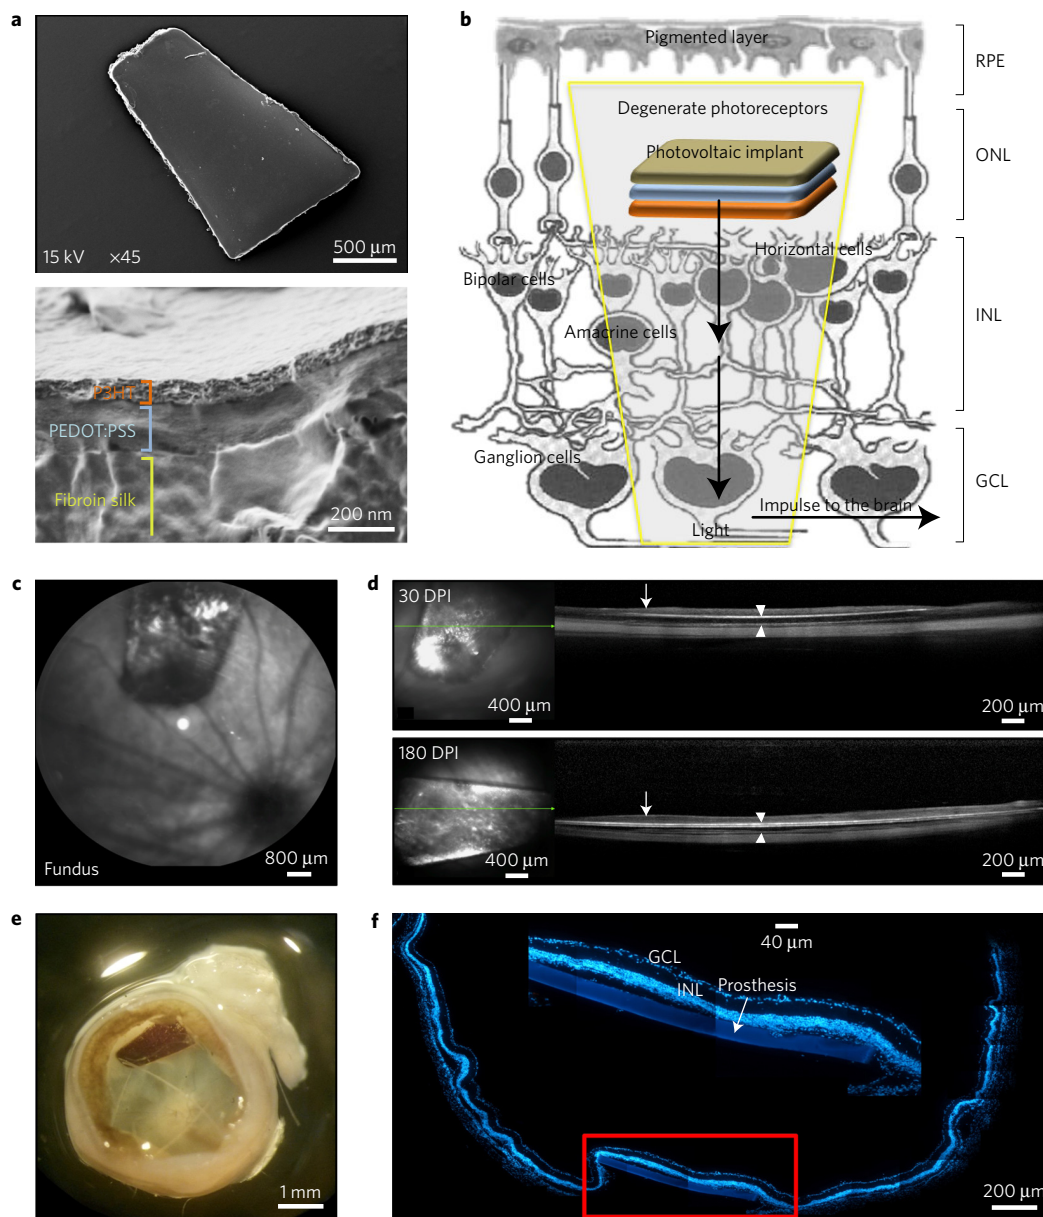 a
15 kV ×45
500 µm
P3HT
PEDOT:PSS
Fibroin silk
200 nm
b
Pigmented layer
RPE
Degenerate photoreceptors
ONL
Photovoltaic implant
Horizontal cells
Bipolar cells
INL
Amacrine cells
Ganglion cells
GCL
Impulse to the brain
Light
c
Fundus
800 µm
d
30 DPI
400 µm
200 µm
180 DPI
400 µm
200 µm
e
1 mm
f
40 µm
GCL
INL
Prosthesis
200 µm